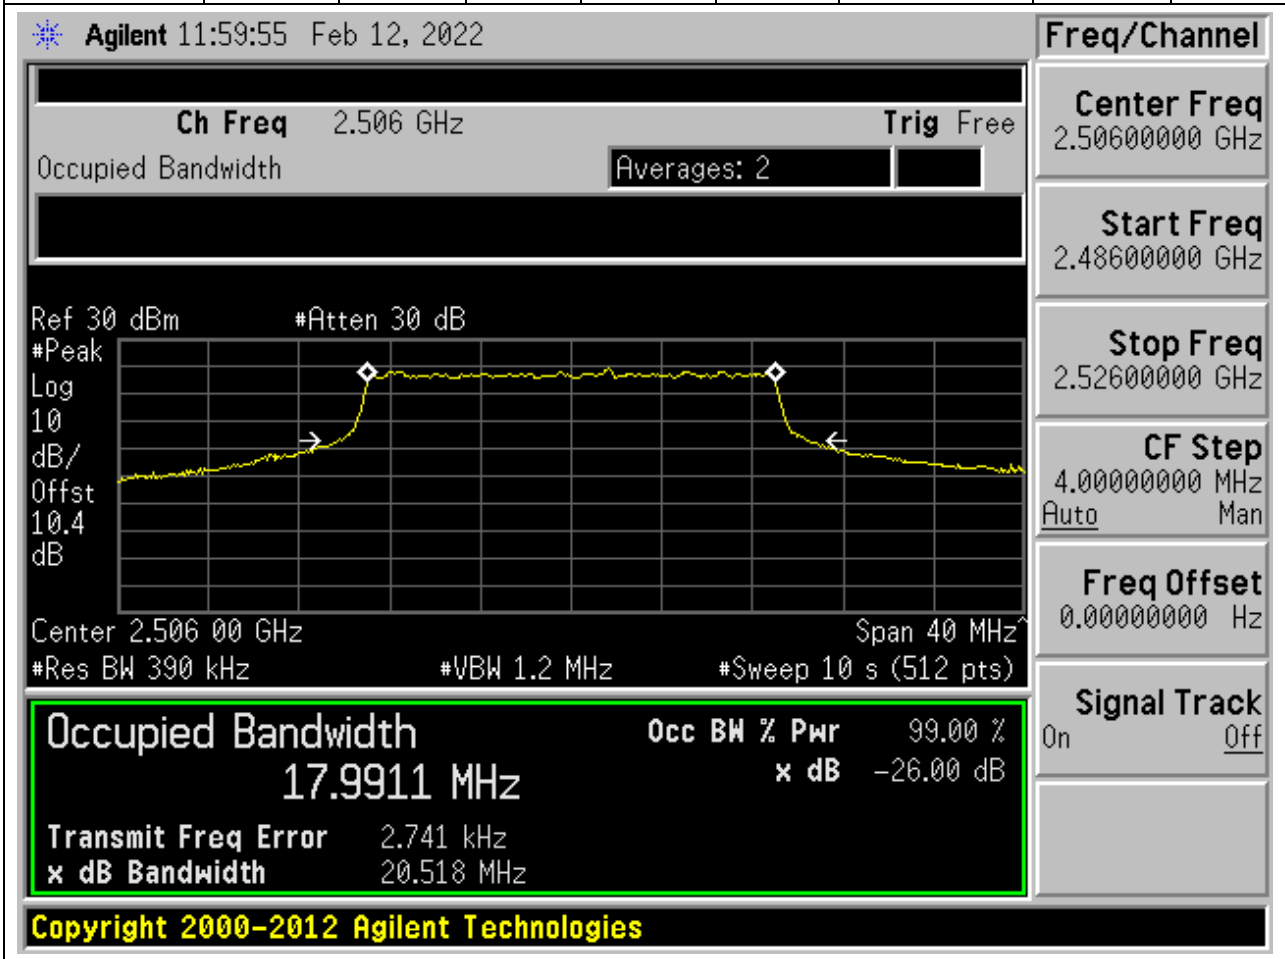 Agilent 11:59:55 Feb 12, 2022
Freq/Channel
Ch Freq 2.506 GHz Trig Free
Occupied Bandwidth Averages: 2
Center Freq
2.50600000 GHz
Start Freq
2.48600000 GHz
Stop Freq
2.52600000 GHz
CF Step
4.00000000 MHz
Auto Man
Freq Offset
0.00000000 Hz
Signal Track
On Off
Ref 30 dBm #Atten 30 dB
#Peak
Log
10
dB/
Offst
10.4
dB
Center 2.506 00 GHz Span 40 MHz^
#Res BW 390 kHz #VBW 1.2 MHz #Sweep 10 s (512 pts)
Occupied Bandwidth Occ BW % Pwr 99.00 %
17.9911 MHz x dB -26.00 dB
Transmit Freq Error 2.741 kHz
x dB Bandwidth 20.518 MHz
Copyright 2000-2012 Agilent Technologies